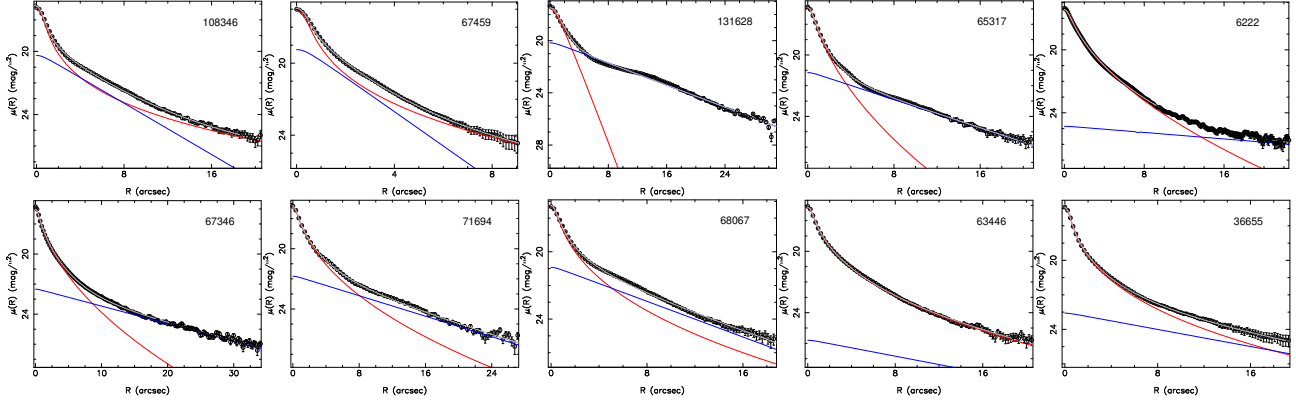 108346
μ(R) (mag/"2)
20
24
0 8 16
R (arcsec)
67459
μ(R) (mag/"2)
20
24
0 4 8
R (arcsec)
131628
μ(R) (mag/"2)
20
24
28
0 8 16 24
R (arcsec)
65317
μ(R) (mag/"2)
20
24
0 8 16
R (arcsec)
6222
μ(R) (mag/"2)
20
24
0 8 16
R (arcsec)
67346
μ(R) (mag/"2)
20
24
0 10 20 30
R (arcsec)
71694
μ(R) (mag/"2)
20
24
0 8 16 24
R (arcsec)
68067
μ(R) (mag/"2)
20
24
0 8 16
R (arcsec)
63446
μ(R) (mag/"2)
20
24
0 8 16
R (arcsec)
36655
μ(R) (mag/"2)
20
24
0 8 16
R (arcsec)